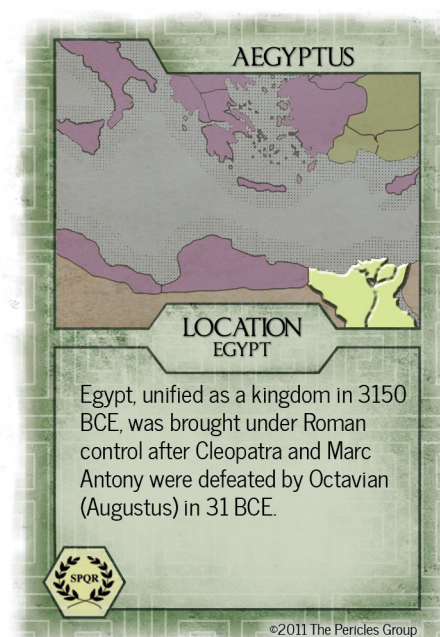 AEGYPTUS
LOCATION
EGYPT
Egypt, unified as a kingdom in 3150
BCE, was brought under Roman
control after Cleopatra and Marc
Antony were defeated by Octavian
(Augustus) in 31 BCE.
SPQR
©2011 The Pericles Group